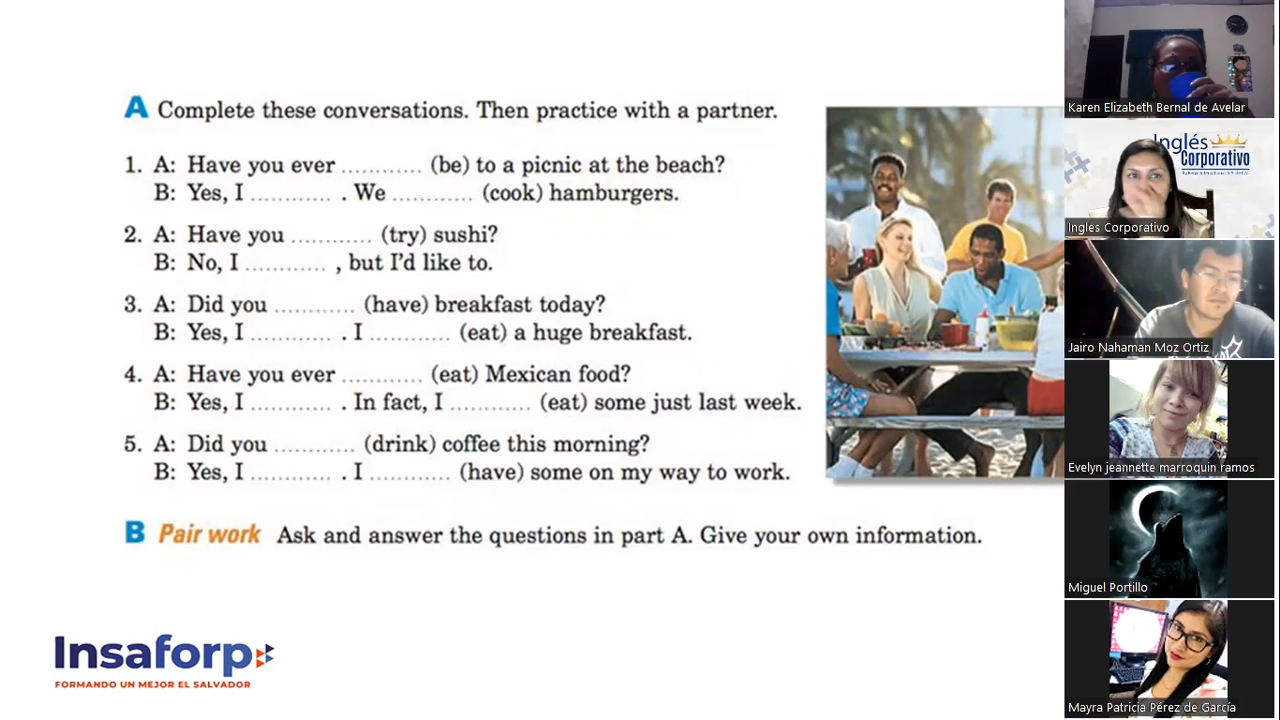 A Complete these conversations. Then practice with a partner.
1. A: Have you ever ............ (be) to a picnic at the beach?
B: Yes, I ............ . We ............ (cook) hamburgers.
2. A: Have you ............ (try) sushi?
B: No, I ............ , but I'd like to.
3. A: Did you ............ (have) breakfast today?
B: Yes, I ............ . I ............ (eat) a huge breakfast.
4. A: Have you ever ............ (eat) Mexican food?
B: Yes, I ............ . In fact, I ............ (eat) some just last week.
5. A: Did you ............ (drink) coffee this morning?
B: Yes, I ............ . I ............ (have) some on my way to work.
B Pair work Ask and answer the questions in part A. Give your own information.
Insaforp
FORMANDO UN MEJOR EL SALVADOR
Karen Elizabeth Bernal de Avelar
Inglés
Corporativo
Ingles Corporativo
Jairo Nahaman Moz Ortiz
Evelyn jeannette marroquin ramos
Miguel Portillo
Mayra Patricia Pérez de García